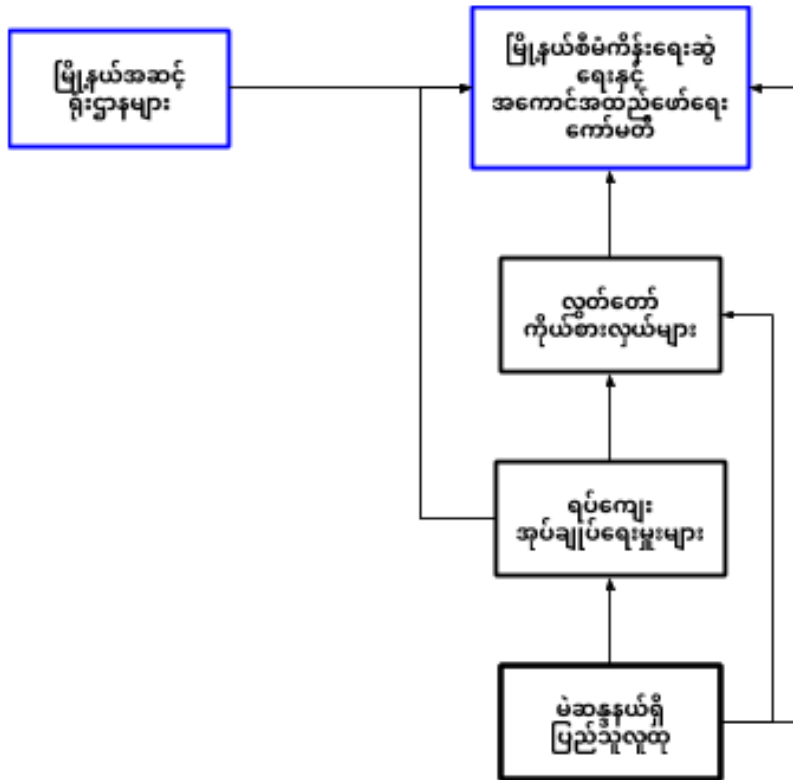 မြို့နယ်အဆင့်
ရုံးဌာနများ
မြို့နယ်စီမံကိန်းရေးဆွဲ
ရေးနှင့်
အကောင်အထည်ဖော်ရေး
ကော်မတီ
လွှတ်တော်
ကိုယ်စားလှယ်များ
ရပ်ကျေး
အုပ်ချုပ်ရေးမှူးများ
မဲဆန္ဒနယ်ရှိ
ပြည်သူလူထု